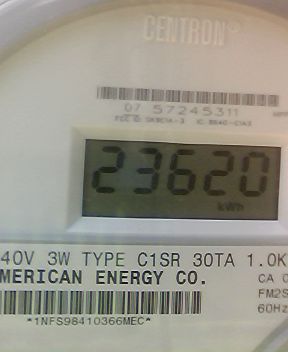 CENTRON®
07 57245311
23620
kWh
40V 3W TYPE C1SR 30TA 1.0K
MERICAN ENERGY CO.
CA 0
FM2S
60Hz
*1NFS98410366MEC*